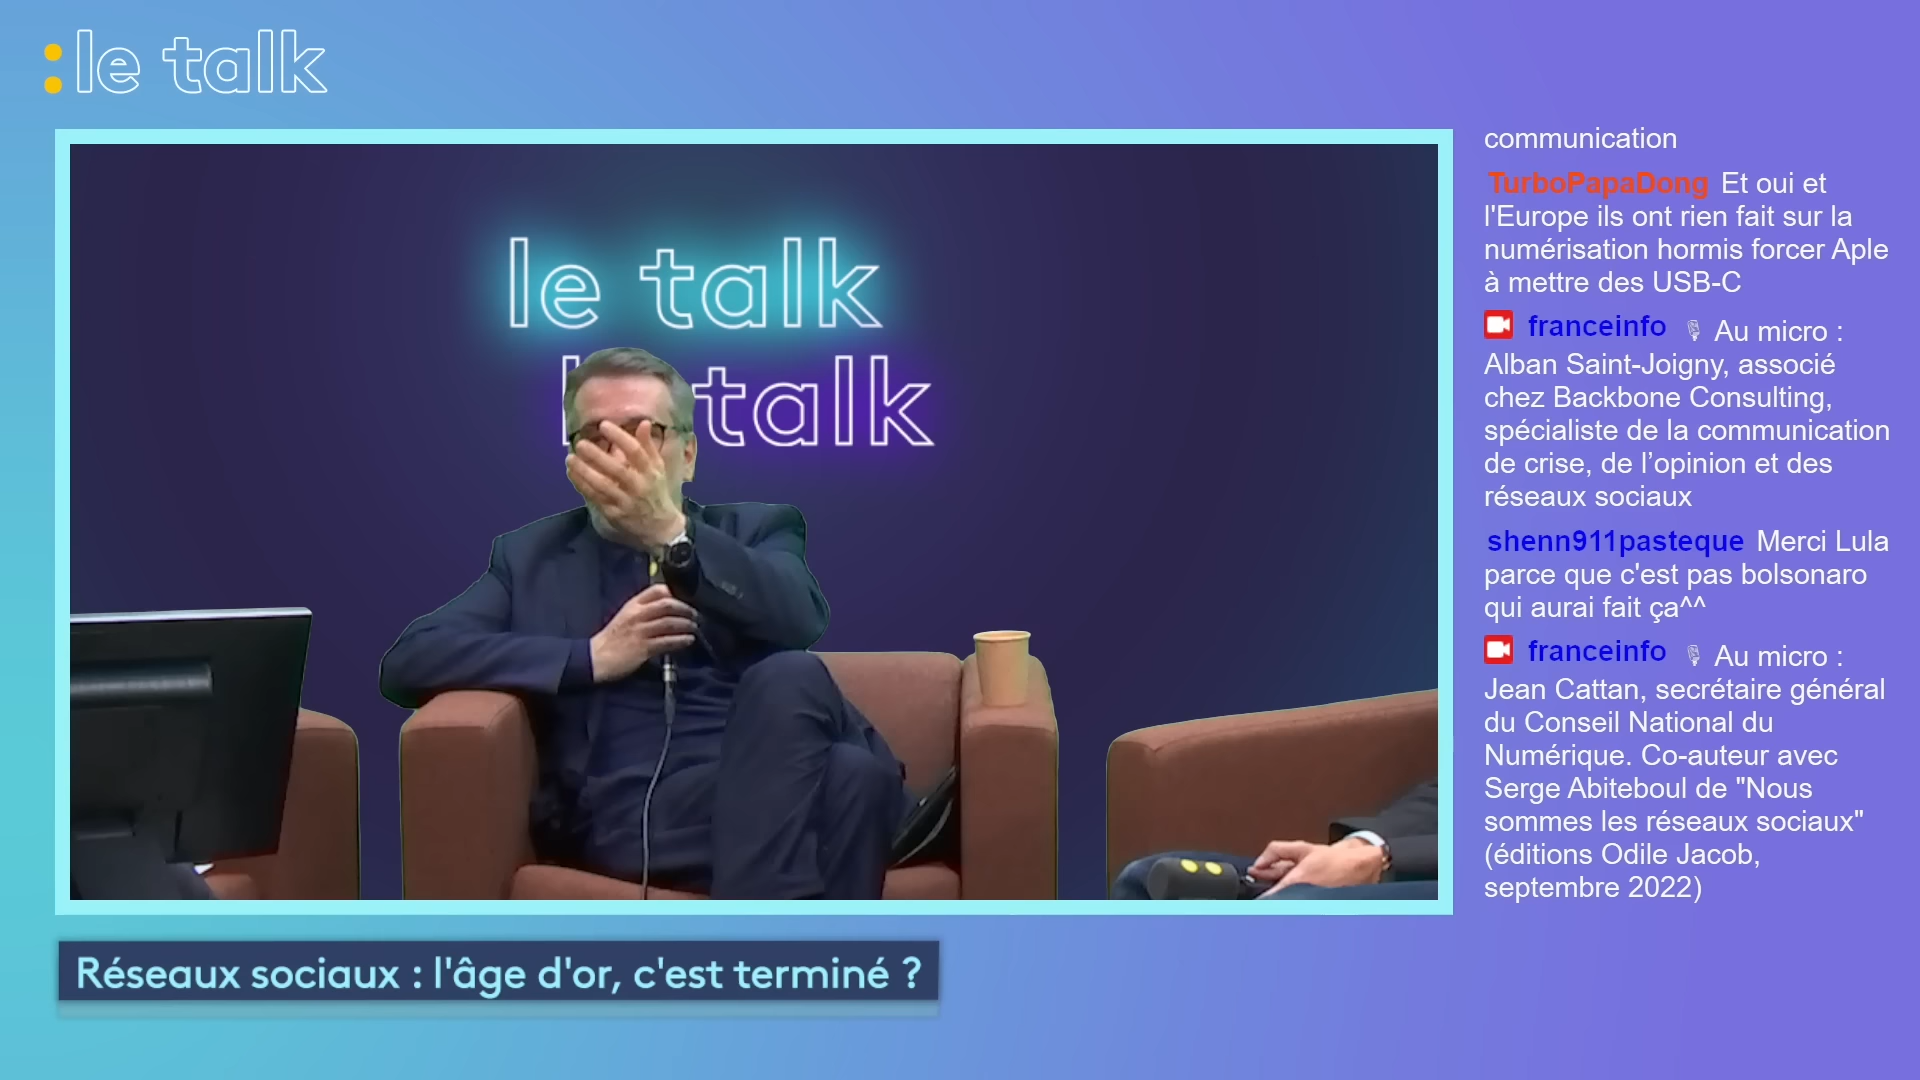 :le talk
le talk
talk
Réseaux sociaux : l'âge d'or, c'est terminé ?
communication
TurboPapaDong Et oui et
l'Europe ils ont rien fait sur la
numérisation hormis forcer Aple
à mettre des USB-C
franceinfo 🎙 Au micro :
Alban Saint-Joigny, associé
chez Backbone Consulting,
spécialiste de la communication
de crise, de l’opinion et des
réseaux sociaux
shenn911pasteque Merci Lula
parce que c'est pas bolsonaro
qui aurai fait ça^^
franceinfo 🎙 Au micro :
Jean Cattan, secrétaire général
du Conseil National du
Numérique. Co-auteur avec
Serge Abiteboul de "Nous
sommes les réseaux sociaux"
(éditions Odile Jacob,
septembre 2022)